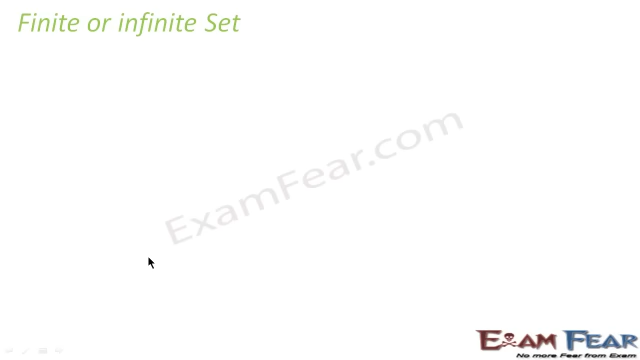 Finite or infinite Set
ExamFear.com
EXAM FEAR
No more Fear from Exam